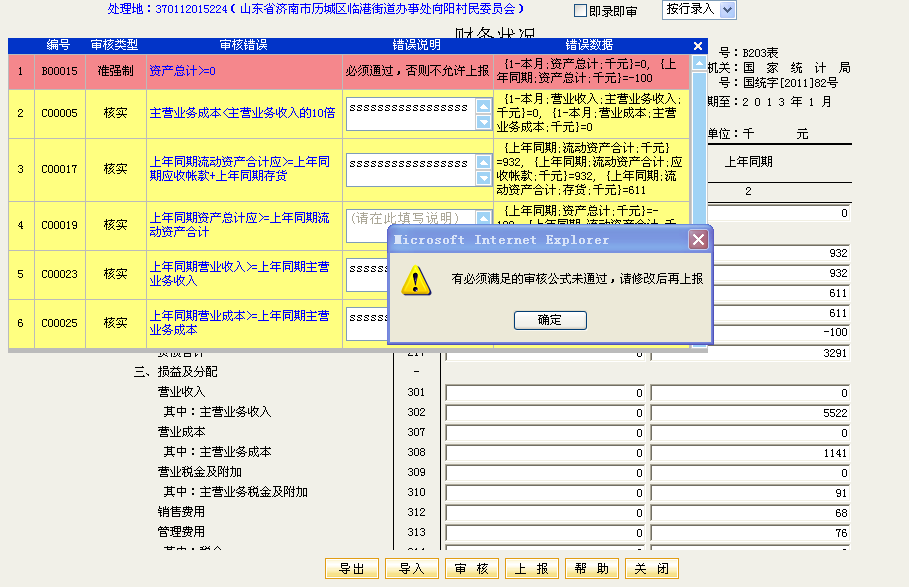 处理地：370112015224（山东省济南市历城区临港街道办事处向阳村民委员会）
即录即审
按行录入
财务状况
号：B203表
机关：国 家 统 计 局
号：国统字[2011]82号
期至：2 0 1 3 年 1 月
单位：千 元
上年同期
2
编号 审核类型 审核错误 错误说明 错误数据
1 B00015 准强制 资产总计>=0 必须通过，否则不允许上报 {1-本月;资产总计;千元}=0, {上
年同期;资产总计;千元}=-100
2 C00005 核实 主营业务成本<主营业务收入的10倍 ssssssssssssssssss {1-本月;营业收入;主营业务收入;
千元}=0, {1-本月;营业成本;主营
业务成本;千元}=0
3 C00017 核实 上年同期流动资产合计应>=上年同
期应收帐款+上年同期存货 ssssssssssssssssss {上年同期;流动资产合计;千元}
=932, {上年同期;流动资产合计;应
收帐款;千元}=932, {上年同期;流
动资产合计;存货;千元}=611
4 C00019 核实 上年同期资产总计应>=上年同期流
动资产合计 (请在此填写说明) {上年同期;资产总计;千元}=-
5 C00023 核实 上年同期营业收入>=上年同期主营
业务收入 ssssss
6 C00025 核实 上年同期营业成本>=上年同期主营
业务成本 ssssss
Microsoft Internet Explorer
有必须满足的审核公式未通过，请修改后再上报
确定
0
932
932
611
611
-100
负债合计 217 0 3291
三、损益及分配 -
营业收入 301 0 0
其中：主营业务收入 302 0 5522
营业成本 307 0 0
其中：主营业务成本 308 0 1141
营业税金及附加 309 0 0
其中：主营业务税金及附加 310 0 91
销售费用 312 0 68
管理费用 313 0 76
其中：税金 314
导出 导入 审 核 上 报 帮 助 关 闭